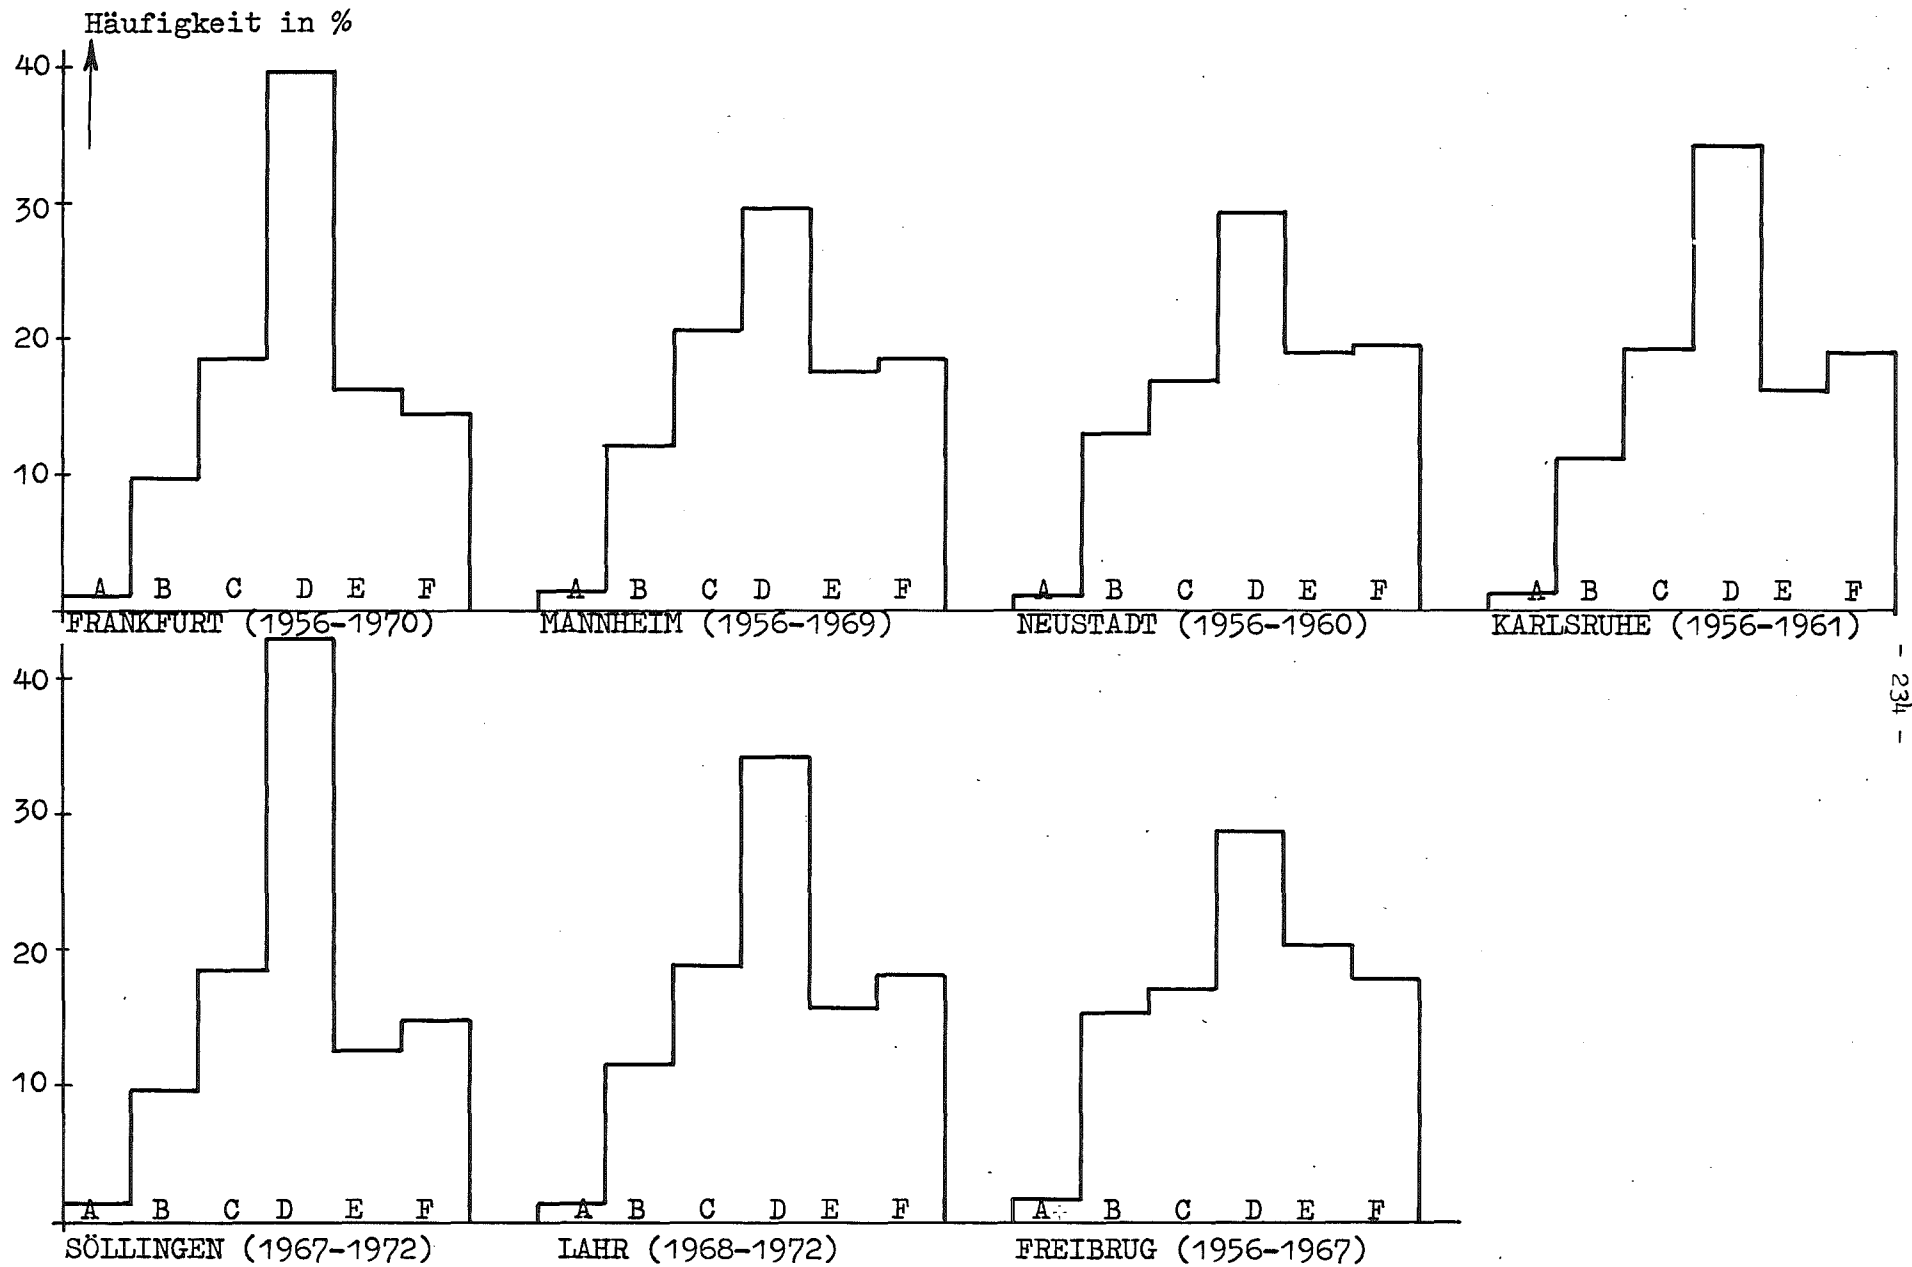 Häufigkeit in %
40
30
20
10
A B C D E F
A B C D E F
A B C D E F
A B C D E F
FRANKFURT (1956-1970)
MANNHEIM (1956-1969)
NEUSTADT (1956-1960)
KARLSRUHE (1956-1961)
- 234 -
40
30
20
10
A B C D E F
A B C D E F
A B C D E F
SÖLLINGEN (1967-1972)
LAHR (1968-1972)
FREIBRUG (1956-1967)